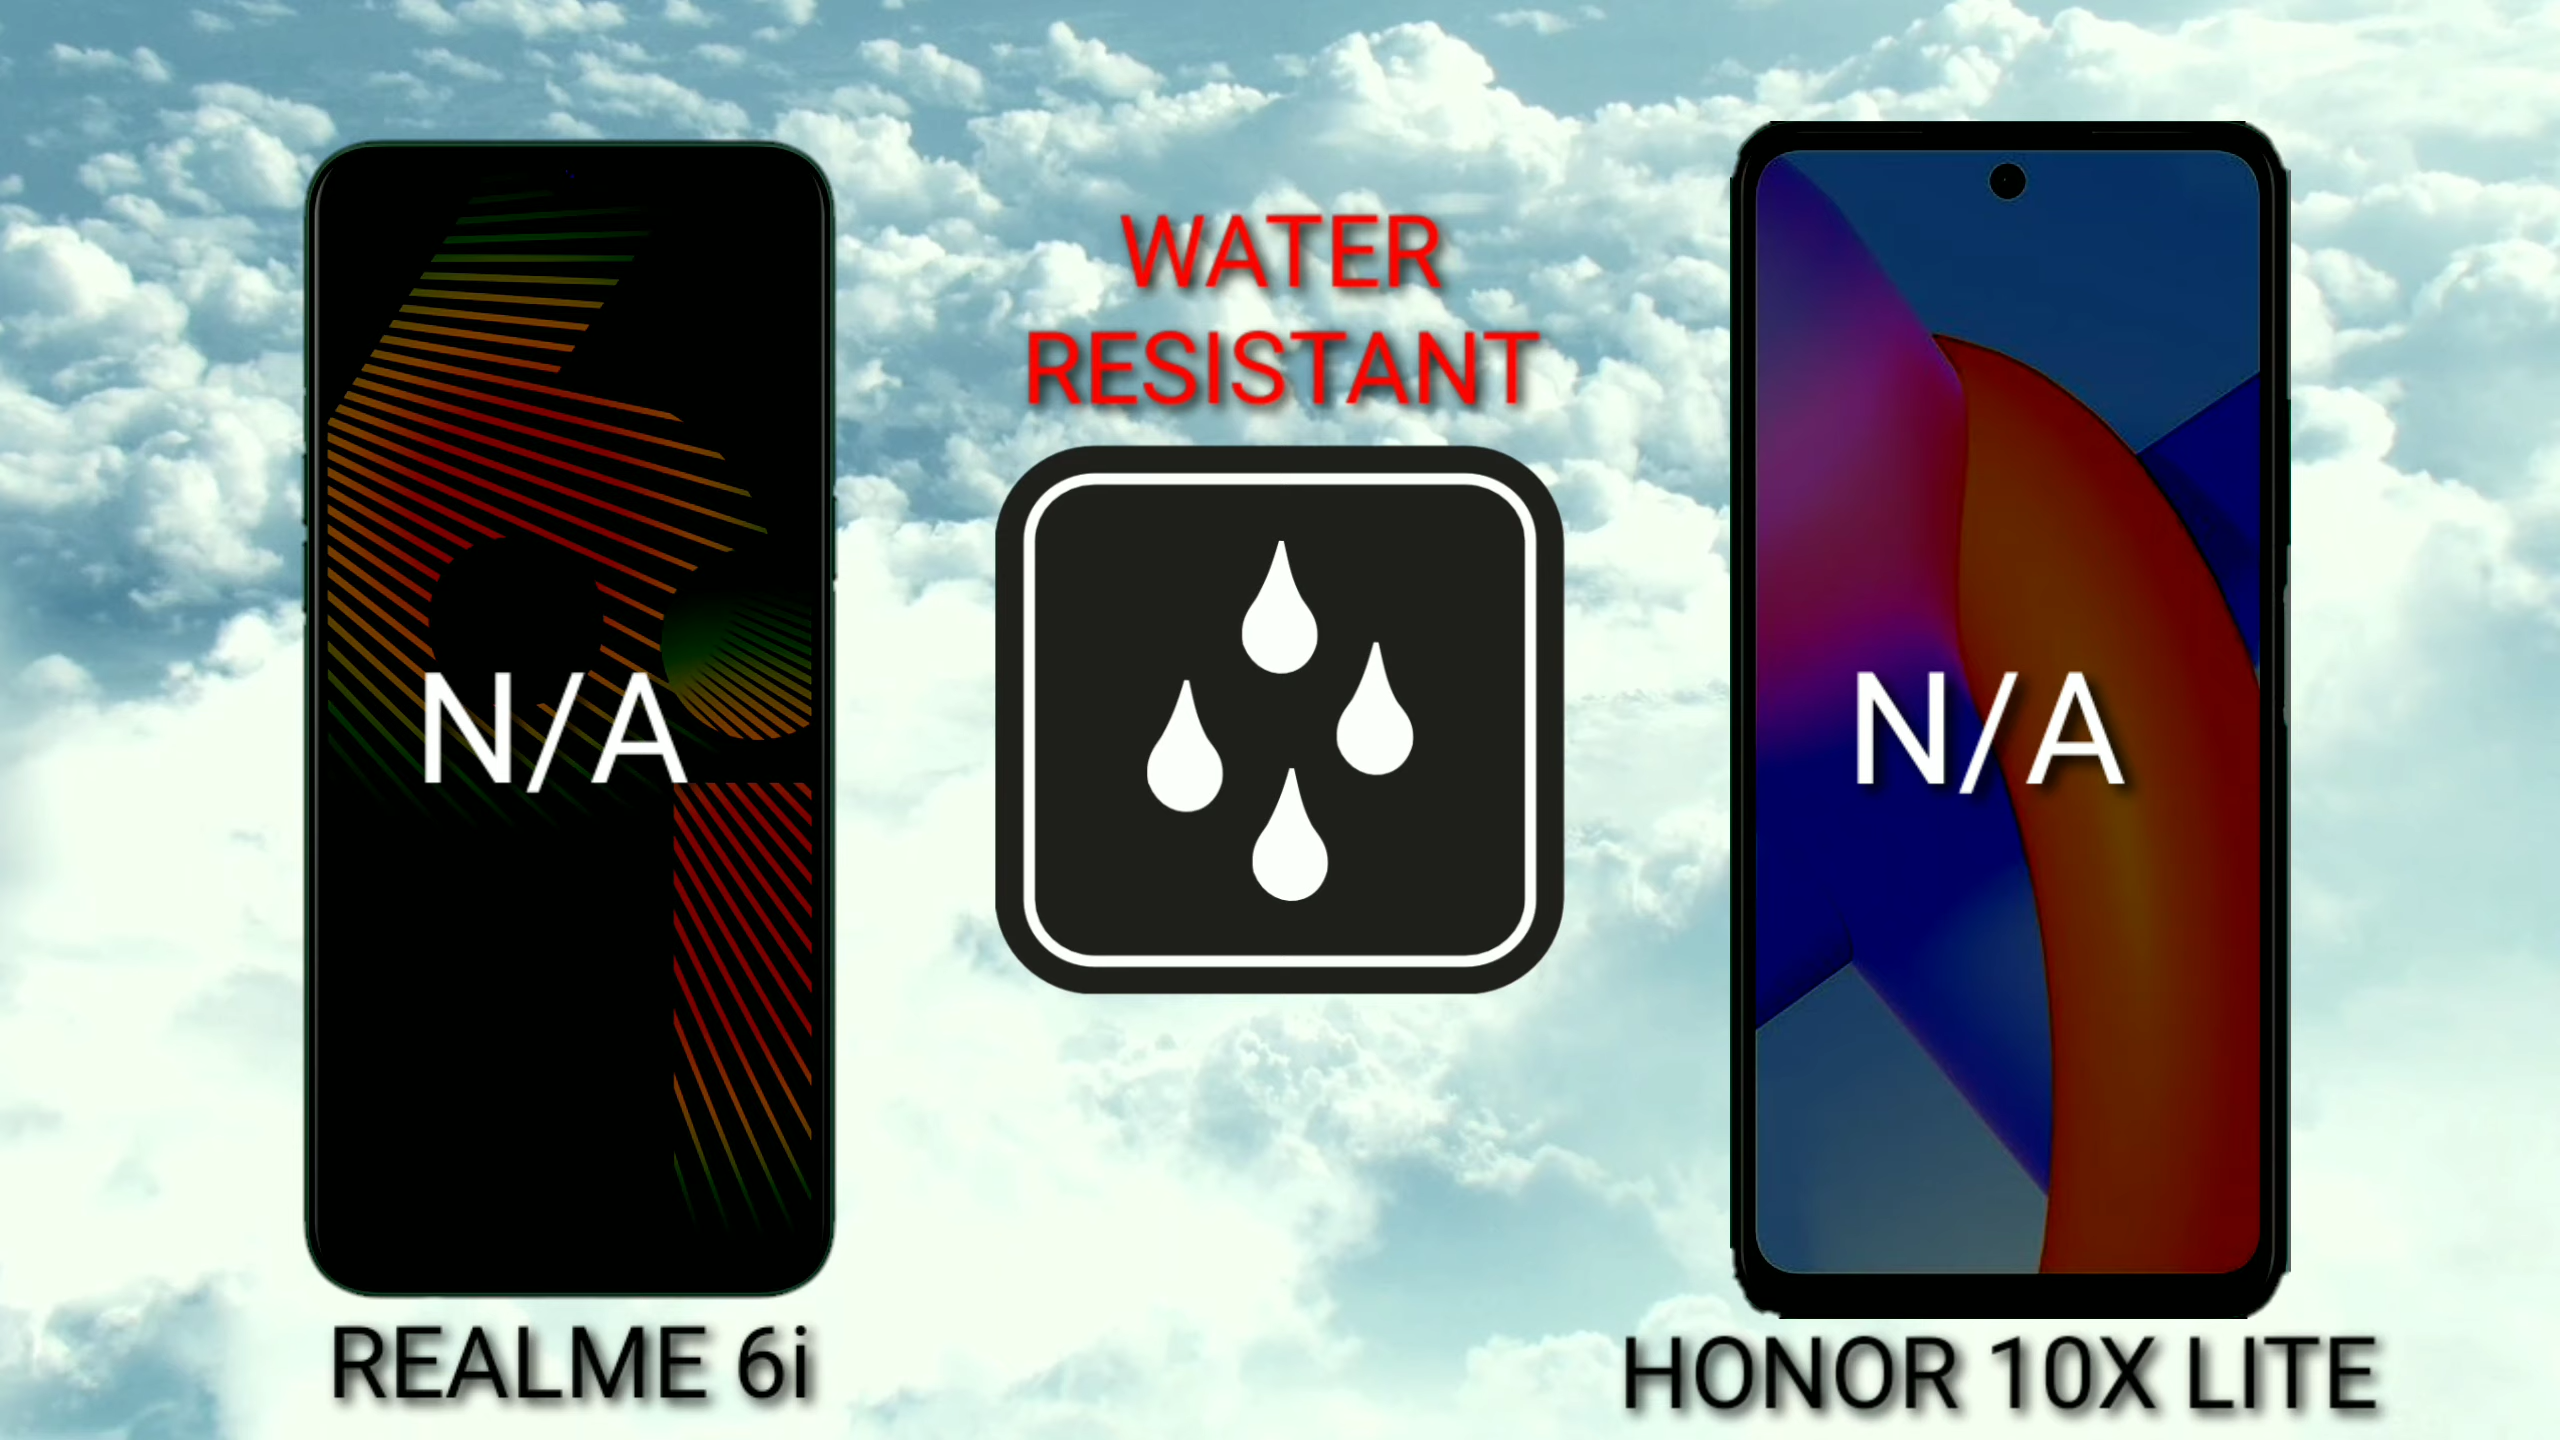 WATER
RESISTANT
N/A
N/A
REALME 6i
HONOR 10X LITE